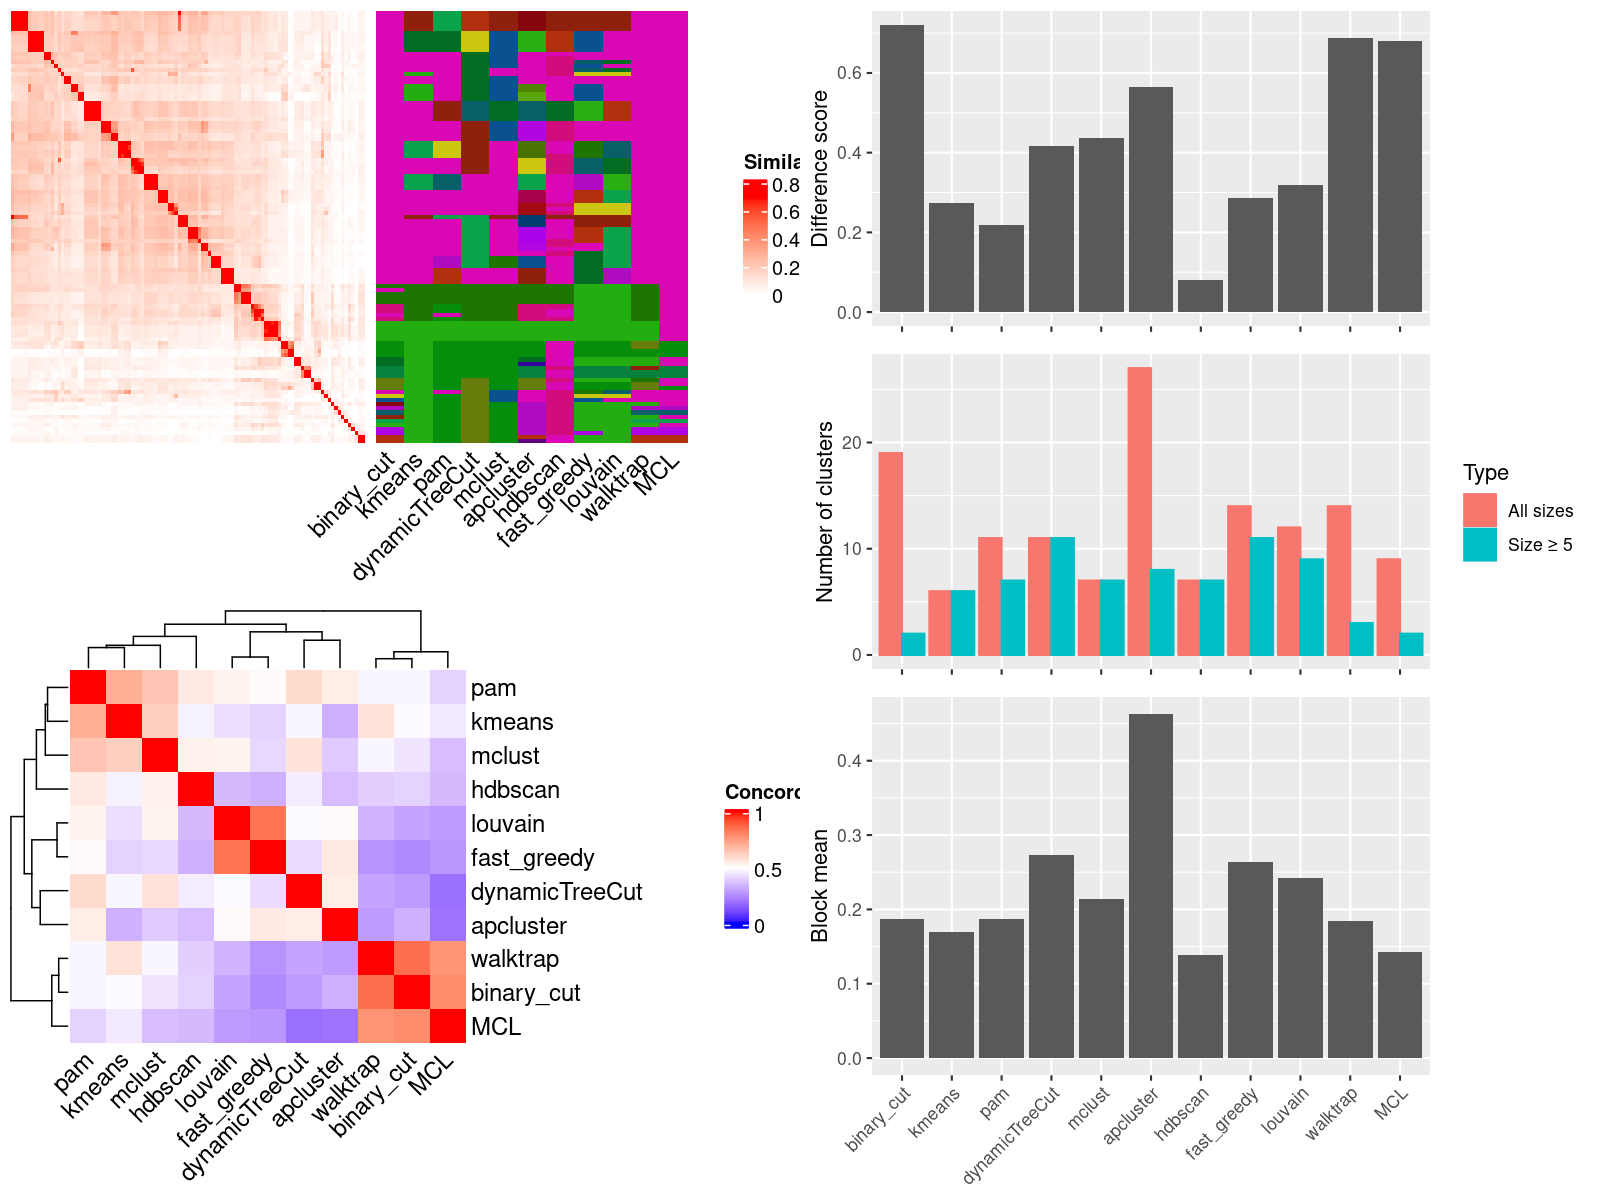 Simila
0.8
0.6
0.4
0.2
0
binary_cut
kmeans
pam
dynamicTreeCut
mclust
apcluster
hdbscan
fast_greedy
louvain
walktrap
MCL
Difference score
0.6
0.4
0.2
0.0
Number of clusters
20
10
0
Type
All sizes
Size ≥ 5
pam
kmeans
mclust
hdbscan
louvain
fast_greedy
dynamicTreeCut
apcluster
walktrap
binary_cut
MCL
pam
kmeans
mclust
hdbscan
louvain
fast_greedy
dynamicTreeCut
apcluster
walktrap
binary_cut
MCL
Concord
1
0.5
0
Block mean
0.4
0.3
0.2
0.1
0.0
binary_cut
kmeans
pam
dynamicTreeCut
mclust
apcluster
hdbscan
fast_greedy
louvain
walktrap
MCL